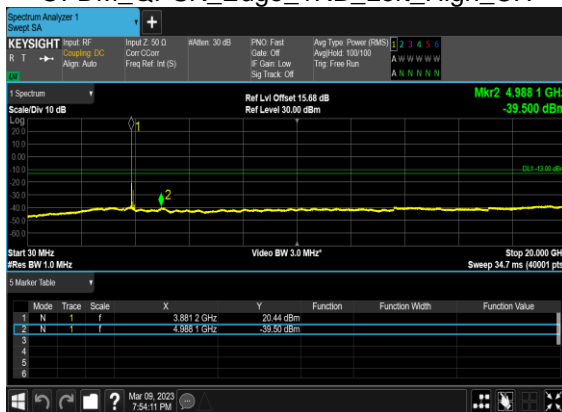 Spectrum Analyzer 1
Swept SA
+
KEYSIGHT Input: RF Input Z: 50 Ω #Atten: 30 dB PNO: Fast Avg Type: Power (RMS) 1 2 3 4 5 6
R T Coupling: DC Corr CCorr Gate: Off Avg|Hold: 100/100 A W W W W W
Align: Auto Freq Ref: Int (S) IF Gain: Low Trig: Free Run
Sig Track: Off A N N N N N
1 Spectrum Ref Lvl Offset 15.68 dB Mkr2 4.988 1 GH
Scale/Div 10 dB Ref Level 30.00 dBm -39.500 dBm
Log
20.0
10.0
0.00
-10.0
-20.0
-30.0
-40.0
-50.0
-60.0
1
2
DL1 -13.00 dB
Start 30 MHz Video BW 3.0 MHz* Stop 20.000 GH
#Res BW 1.0 MHz Sweep 34.7 ms (40001 pts
5 Marker Table
Mode Trace Scale X Y Function Function Width Function Value
1 N 1 f 3.881 2 GHz 20.44 dBm
2 N 1 f 4.988 1 GHz -39.50 dBm
3
4
5
6
? Mar 09, 2023
7:54:11 PM